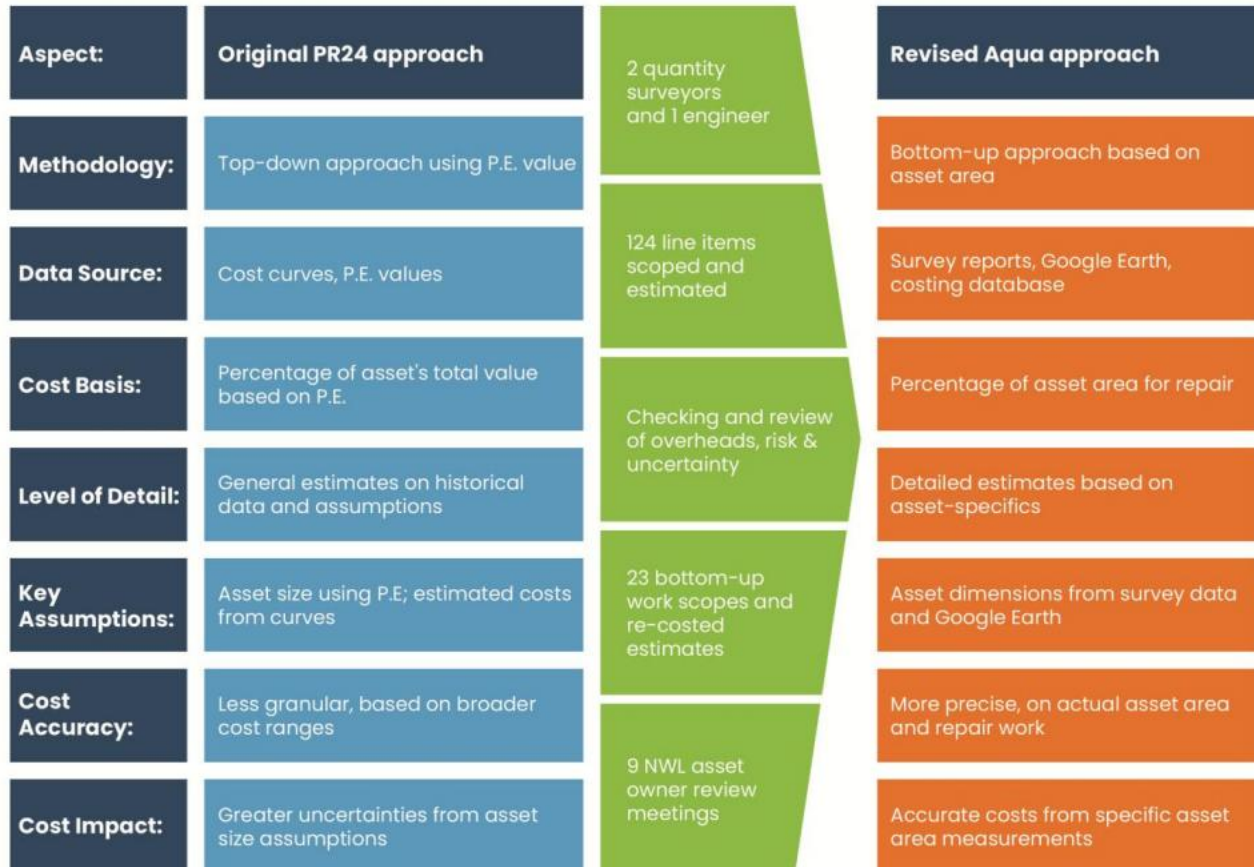 Aspect:
Original PR24 approach
2 quantity
surveyors
and 1 engineer
Revised Aqua approach
Methodology:
Top-down approach using P.E. value
Bottom-up approach based on
asset area
Data Source:
Cost curves, P.E. values
124 line items
scoped and
estimated
Survey reports, Google Earth,
costing database
Cost Basis:
Percentage of asset's total value
based on P.E.
Checking and review
of overheads, risk &
uncertainty
Percentage of asset area for repair
Level of Detail:
General estimates on historical
data and assumptions
Detailed estimates based on
asset-specifics
Key
Assumptions:
Asset size using P.E; estimated costs
from curves
23 bottom-up
work scopes and
re-costed
estimates
Asset dimensions from survey data
and Google Earth
Cost
Accuracy:
Less granular, based on broader
cost ranges
More precise, on actual asset area
and repair work
9 NWL asset
owner review
meetings
Cost Impact:
Greater uncertainties from asset
size assumptions
Accurate costs from specific asset
area measurements